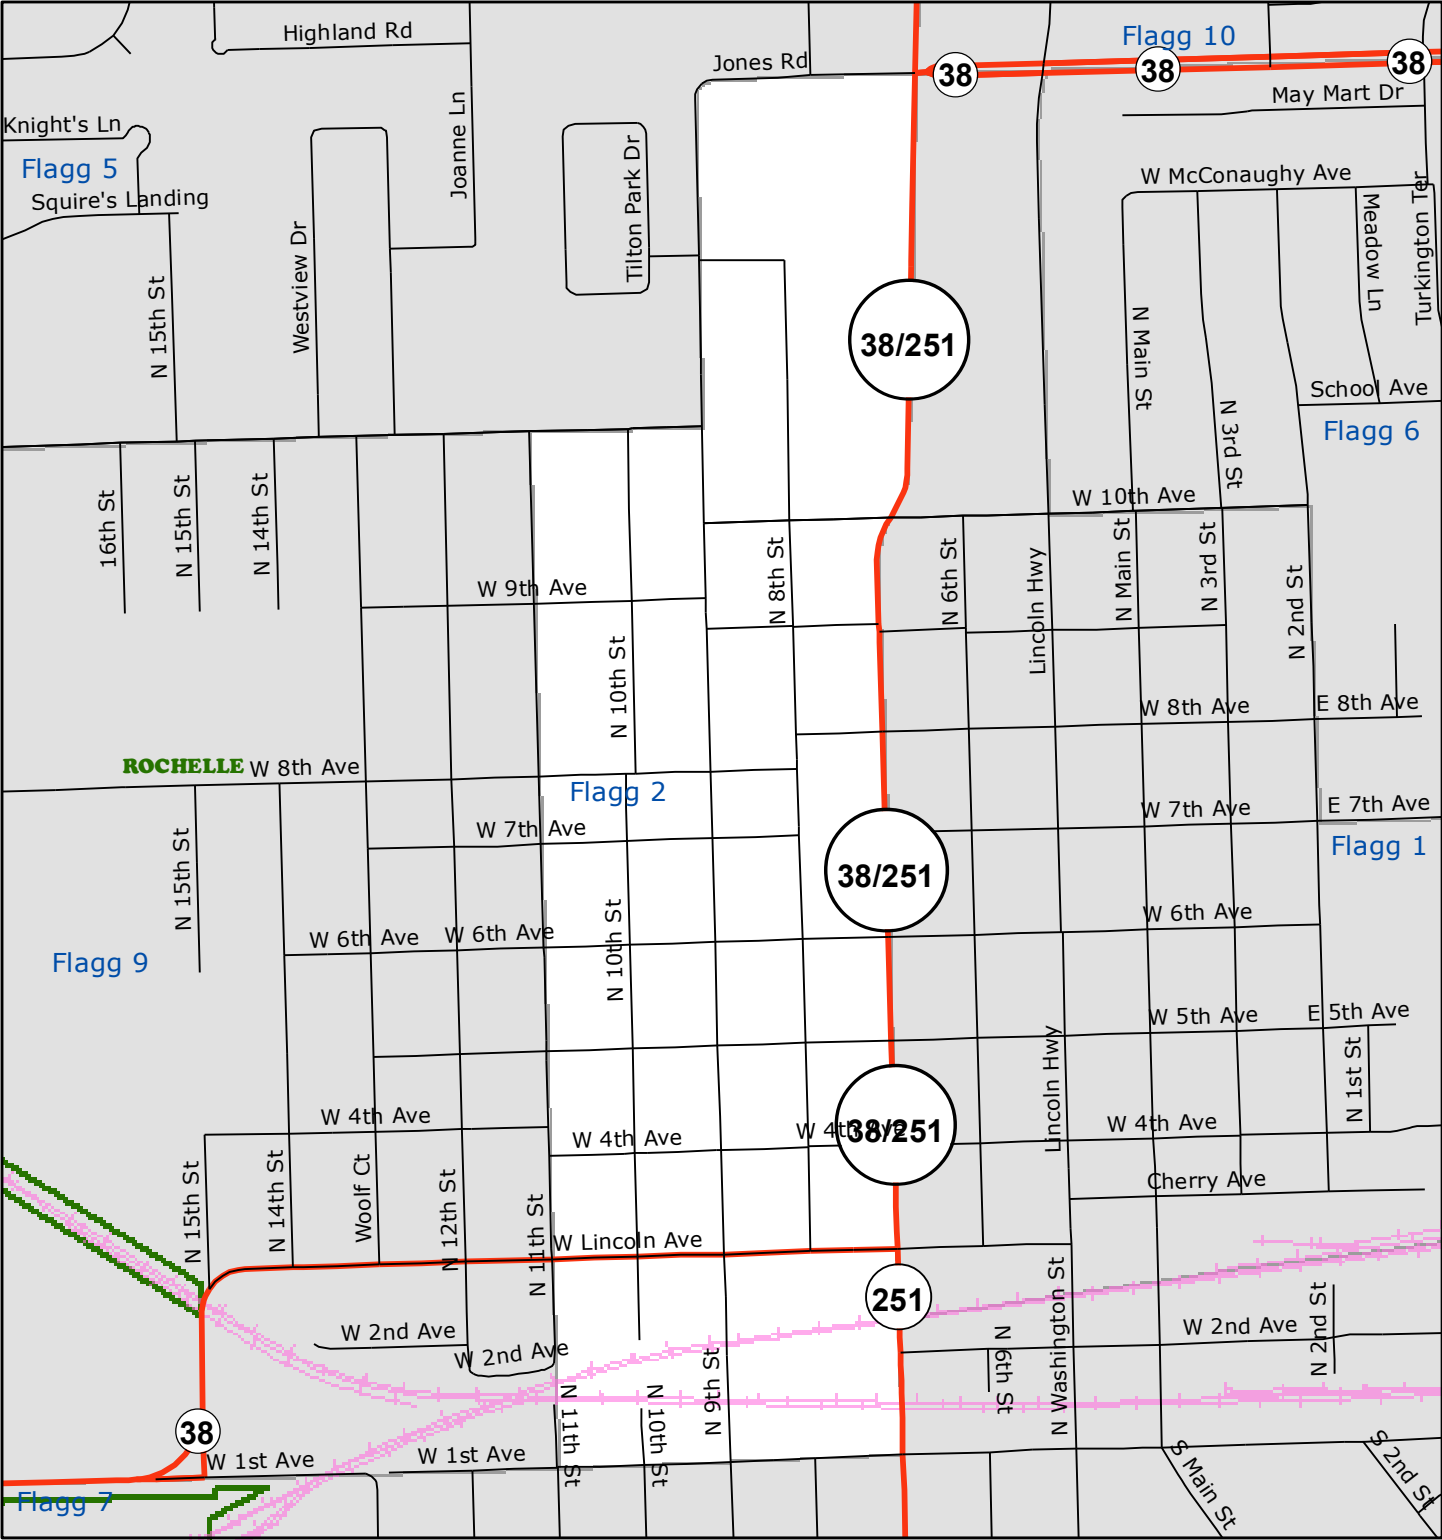 Highland Rd
Flagg 10
Jones Rd
38
38
38
May Mart Dr
Knight's Ln
Joanne Ln
Flagg 5
Tilton Park Dr
W McConaughy Ave
Squire's Landing
Meadow Ln
Turkington Ter
Westview Dr
N 15th St
38/251
N Main St
School Ave
N 3rd St
Flagg 6
W 10th Ave
16th St
N 15th St
N 14th St
N 8th St
N 6th St
Lincoln Hwy
N Main St
N 3rd St
N 2nd St
W 9th Ave
N 10th St
W 8th Ave
E 8th Ave
ROCHELLE
W 8th Ave
Flagg 2
W 7th Ave
E 7th Ave
W 7th Ave
Flagg 1
N 15th St
38/251
W 6th Ave
W 6th Ave
W 6th Ave
N 10th St
Flagg 9
W 5th Ave
E 5th Ave
Lincoln Hwy
N 1st St
W 4th Ave
W 4th Ave
W 4th Ave
38/251
W 4th Ave
N 15th St
N 14th St
Woolf Ct
N 12th St
N 11th St
Cherry Ave
W Lincoln Ave
251
N Washington St
N 2nd St
W 2nd Ave
W 2nd Ave
W 2nd Ave
N 6th St
N 9th St
N 11th St
N 10th St
38
W 1st Ave
W 1st Ave
S Main St
S 2nd St
Flagg 7